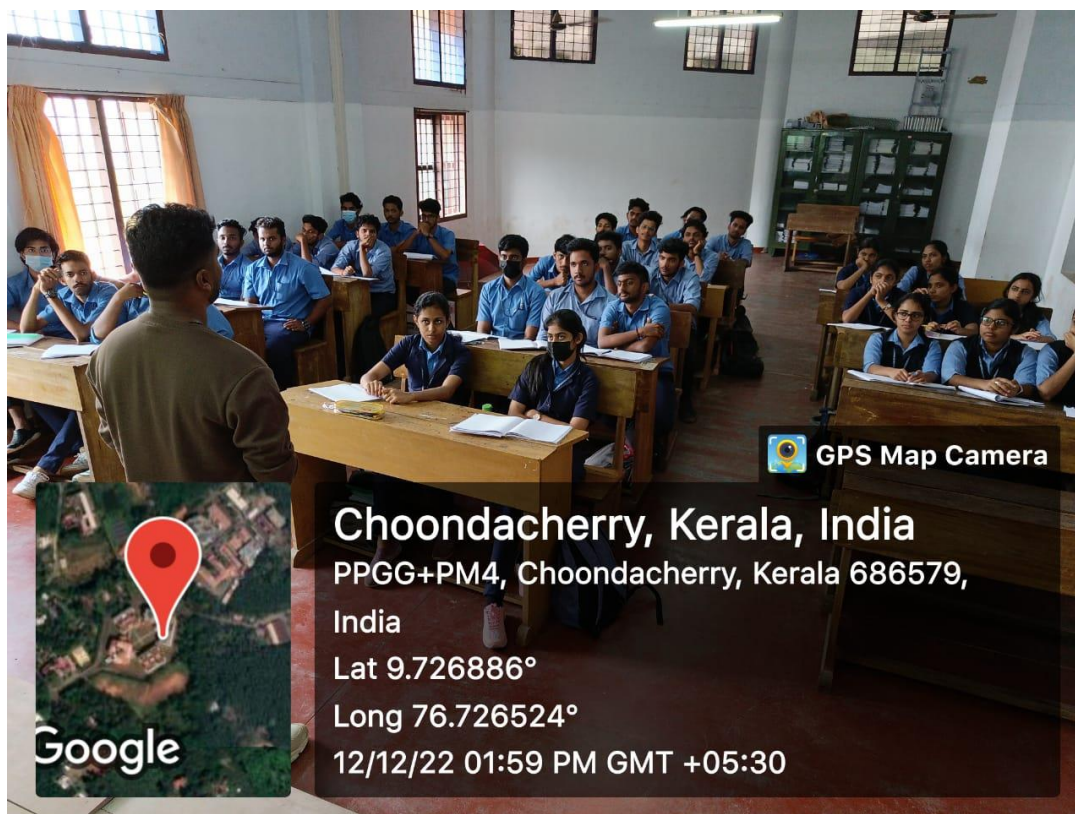 GPS Map Camera
Choondacherry, Kerala, India
PPGG+PM4, Choondacherry, Kerala 686579,
India
Lat 9.726886°
Long 76.726524°
12/12/22 01:59 PM GMT +05:30
Google